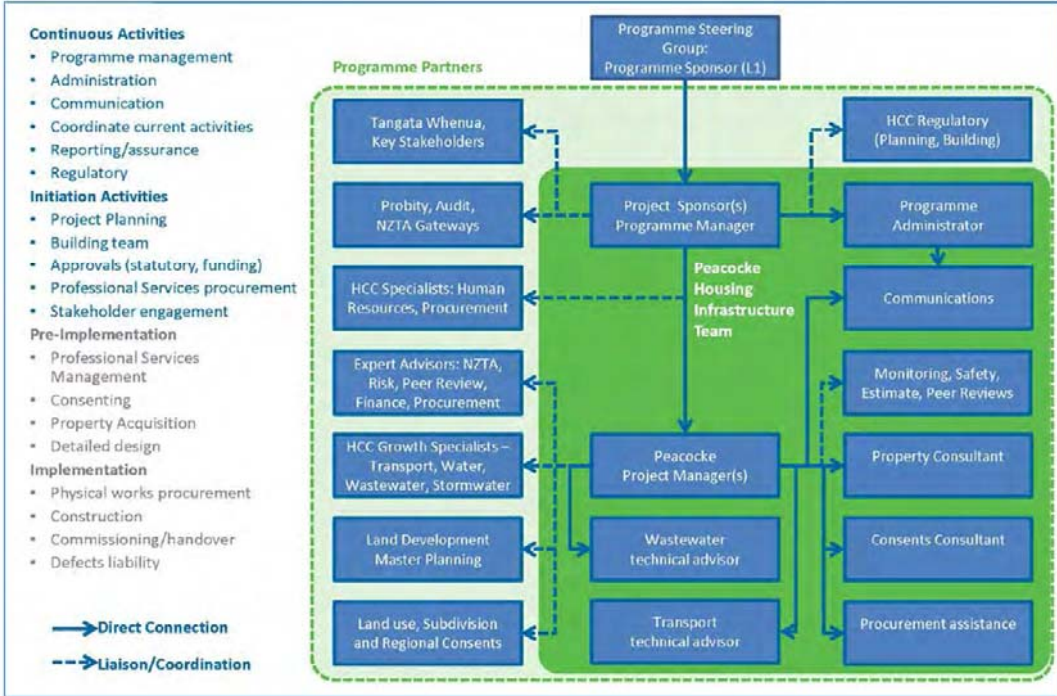 Continuous Activities
• Programme management
• Administration
• Communication
• Coordinate current activities
• Reporting/assurance
• Regulatory
Initiation Activities
• Project Planning
• Building team
• Approvals (statutory, funding)
• Professional Services procurement
• Stakeholder engagement
Pre-Implementation
• Professional Services
Management
• Consenting
• Property Acquisition
• Detailed design
Implementation
• Physical works procurement
• Construction
• Commissioning/handover
• Defects liability
Direct Connection
Liaison/Coordination
Programme Partners
Programme Steering
Group:
Programme Sponsor (L1)
Tangata Whenua,
Key Stakeholders
HCC Regulatory
(Planning, Building)
Probity, Audit,
NZTA Gateways
Project Sponsor(s)
Programme Manager
Programme
Administrator
HCC Specialists: Human
Resources, Procurement
Peacocke
Housing
Infrastructure
Team
Communications
Expert Advisors: NZTA,
Risk, Peer Review,
Finance, Procurement
Monitoring, Safety,
Estimate, Peer Reviews
HCC Growth Specialists –
Transport, Water,
Wastewater, Stormwater
Peacocke
Project Manager(s)
Property Consultant
Land Development
Master Planning
Wastewater
technical advisor
Consents Consultant
Land use, Subdivision
and Regional Consents
Transport
technical advisor
Procurement assistance